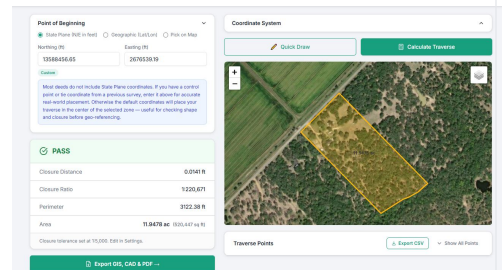 Point of Beginning
State Plane (N/E in feet) Geographic (Lat/Lon) Pick on Map
Northing (ft) Easting (ft)
13588456.65 2676539.19
Custom
Most deeds do not include State Plane coordinates. If you have a control
point or tie coordinate from a previous survey, enter it above for accurate
real-world placement. Otherwise the default coordinates will place your
traverse in the center of the selected zone — useful for checking shape
and closure before geo-referencing.
PASS
Closure Distance 0.0141 ft
Closure Ratio 1:220,671
Perimeter 3122.38 ft
Area 11.9478 ac (520,447 sq ft)
Closure tolerance set at 1:5,000. Edit in Settings.
Export GIS, CAD & PDF →
Coordinate System
Quick Draw Calculate Traverse
+
−
Traverse Points Export CSV Show All Points